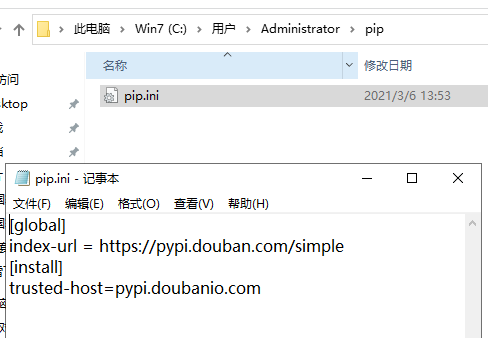 此电脑 > Win7 (C:) > 用户 > Administrator > pip
名称 修改日期
访问
sktop
pip.ini 2021/3/6 13:53
pip.ini - 记事本
文件(F) 编辑(E) 格式(O) 查看(V) 帮助(H)
[global]
index-url = https://pypi.douban.com/simple
[install]
trusted-host=pypi.doubanio.com